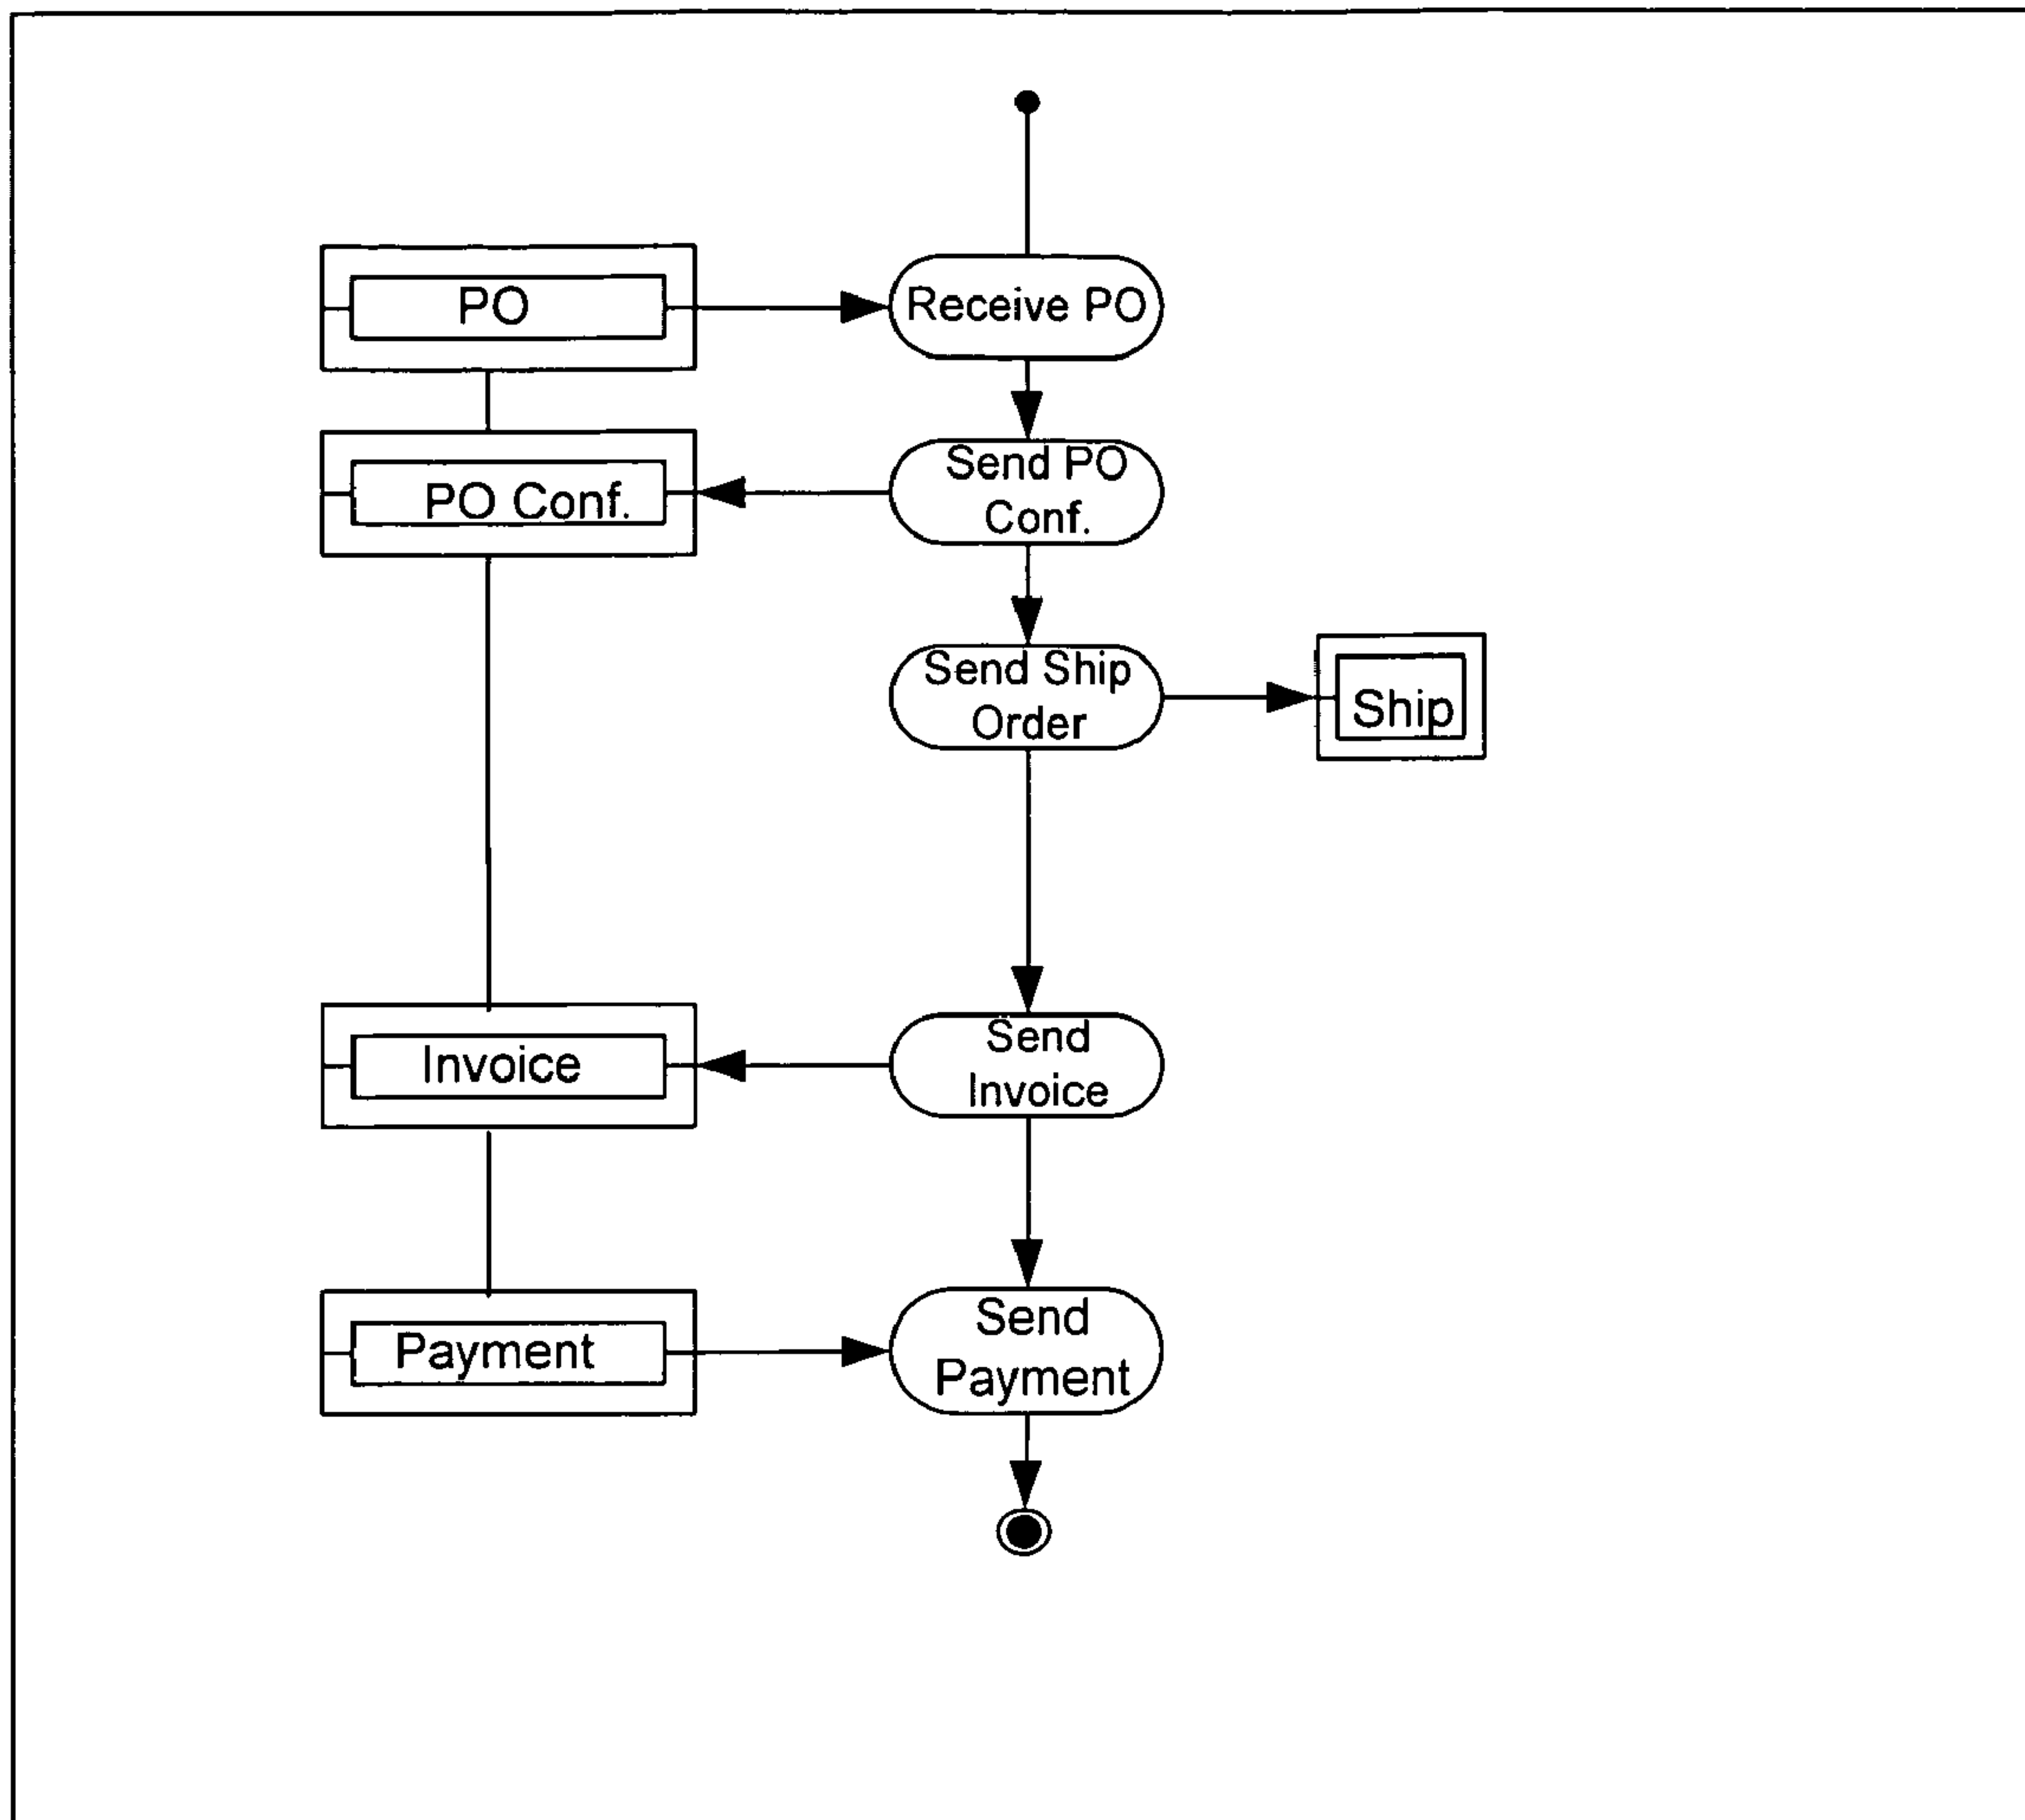 PO
Receive PO
PO Conf.
Send PO
Conf.
Send Ship
Order
Ship
Invoice
Send
Invoice
Payment
Send
Payment